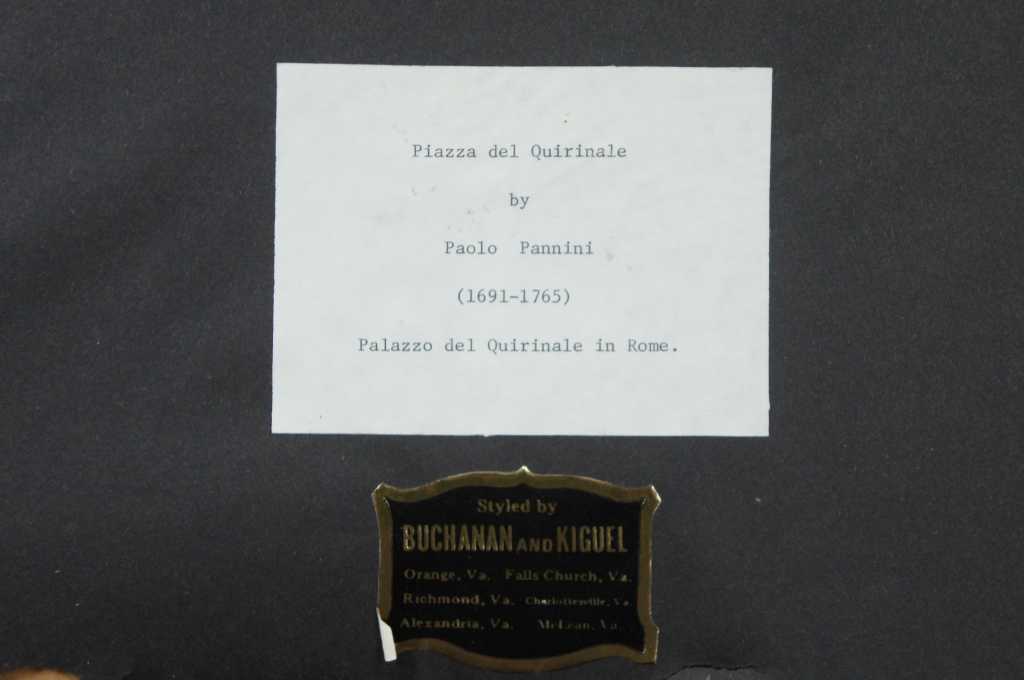 Piazza del Quirinale
by
Paolo Pannini
(1691-1765)
Palazzo del Quirinale in Rome.
Styled by
BUCHANAN AND KIGUEL
Orange, Va. Falls Church, Va.
Richmond, Va. Charlottesville, Va.
Alexandria, Va. McLean, Va.